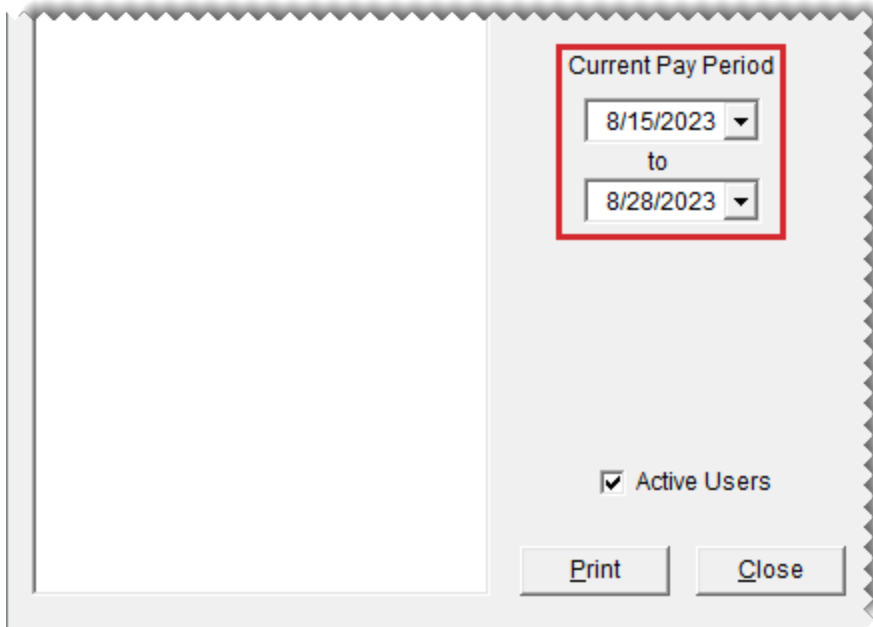 Current Pay Period
8/15/2023
to
8/28/2023
Active Users
Print
Close